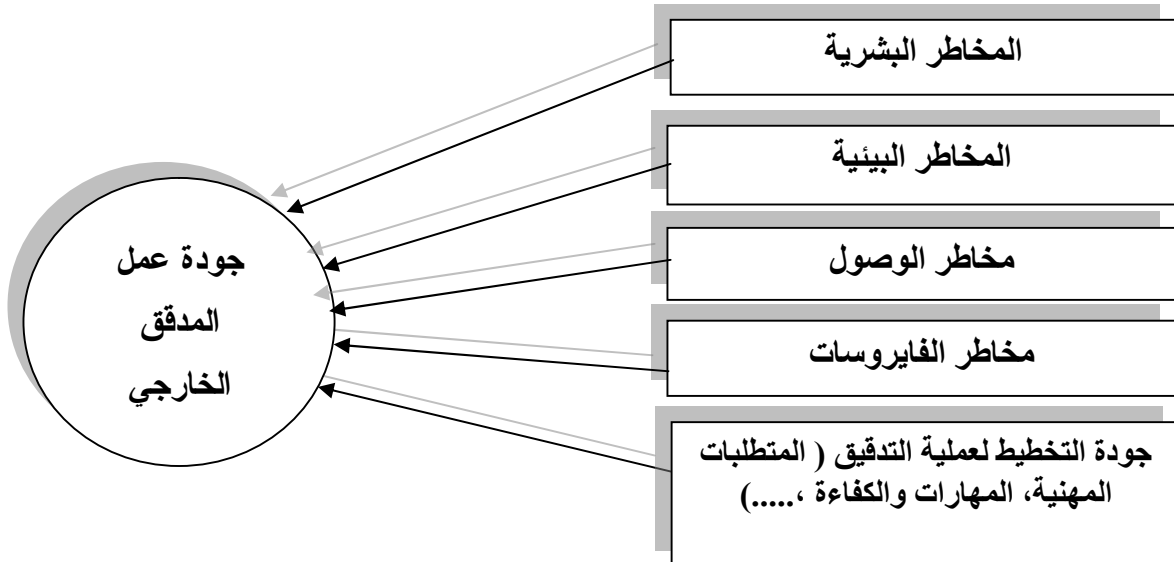 المخاطر البشرية
المخاطر البيئية
مخاطر الوصول
مخاطر الفايروسات
جودة التخطيط لعملية التدقيق ( المتطلبات
المهنية، المهارات والكفاءة ،.....)
جودة عمل
المدقق
الخارجي